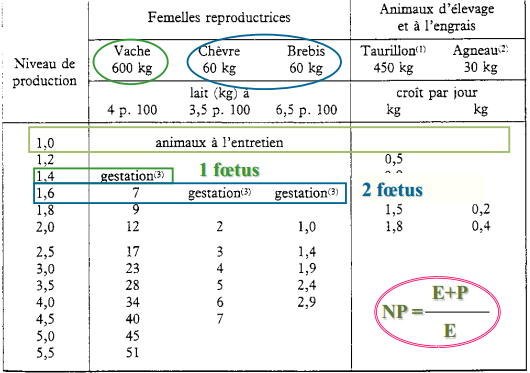 Femelles reproductrices
Animaux d'élevage
et à l'engrais
Niveau de
production
Vache
600 kg
Chèvre
60 kg
Brebis
60 kg
Taurillon(1)
450 kg
Agneau(2)
30 kg
lait (kg) à
croît par jour
4 p. 100 3,5 p. 100 6,5 p. 100 kg kg
1,0 animaux à l'entretien
1,2 0,5
1,4 gestation(3) 1 fœtus
1,6 7 gestation(3) gestation(3) 2 fœtus
1,8 9 1,5 0,2
2,0 12 2 1,0 1,8 0,4
2,5 17 3 1,4
3,0 23 4 1,9
3,5 28 5 2,4
4,0 34 6 2,9
4,5 40 7
5,0 45
5,5 51
NP = E+P
E